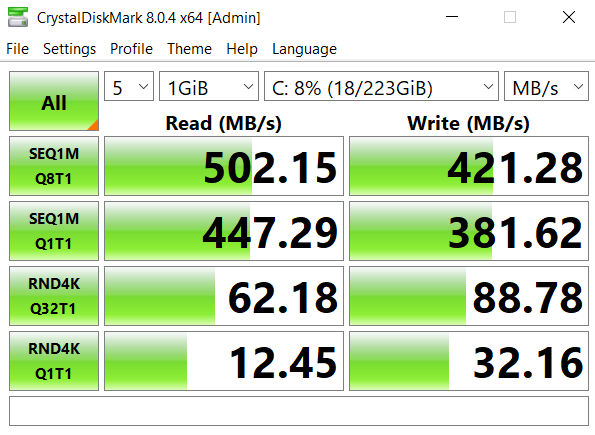 CrystalDiskMark 8.0.4 x64 [Admin]
File Settings Profile Theme Help Language
All 5 1GiB C: 8% (18/223GiB) MB/s
Read (MB/s) Write (MB/s)
SEQ1M
Q8T1 502.15 421.28
SEQ1M
Q1T1 447.29 381.62
RND4K
Q32T1 62.18 88.78
RND4K
Q1T1 12.45 32.16